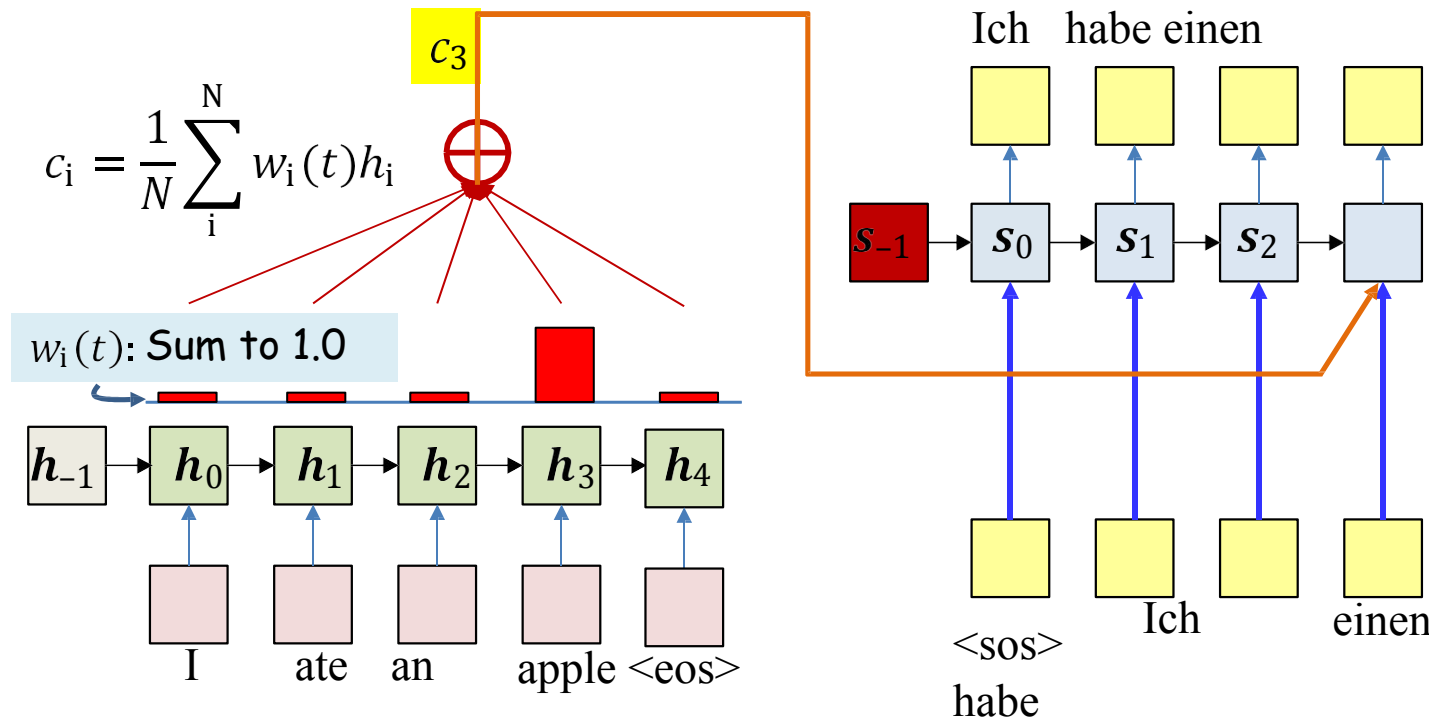 Ich habe einen
c₃
cᵢ = 1/N ∑ᵢᴺ wᵢ(t)hᵢ
s₋₁ s₀ s₁ s₂
wᵢ(t): Sum to 1.0
h₋₁ h₀ h₁ h₂ h₃ h₄
I ate an apple <eos>
Ich einen
<sos>
habe